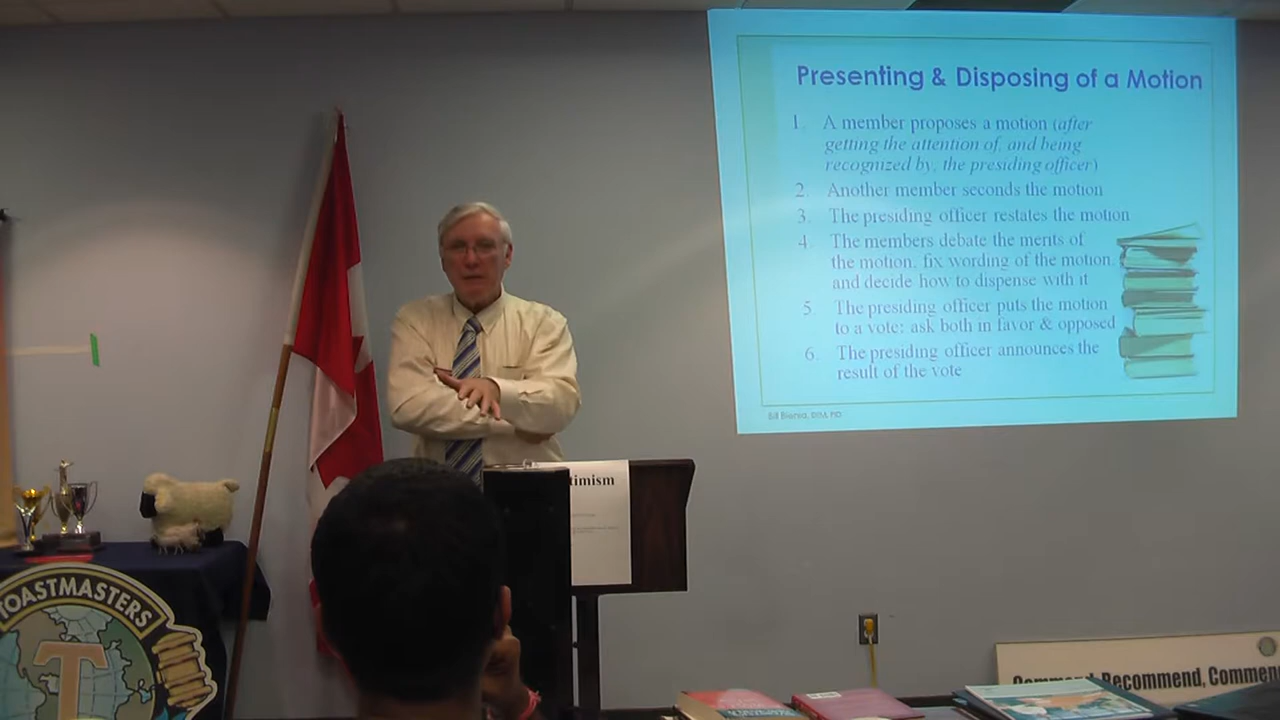 Presenting & Disposing of a Motion
1. A member proposes a motion (after
getting the attention of, and being
recognized by, the presiding officer)
2. Another member seconds the motion
3. The presiding officer restates the motion
4. The members debate the merits of
the motion, fix wording of the motion,
and decide how to dispense with it
5. The presiding officer puts the motion
to a vote: ask both in favor & opposed
6. The presiding officer announces the
result of the vote
timism
TOASTMASTERS
T
Recommend, Commen